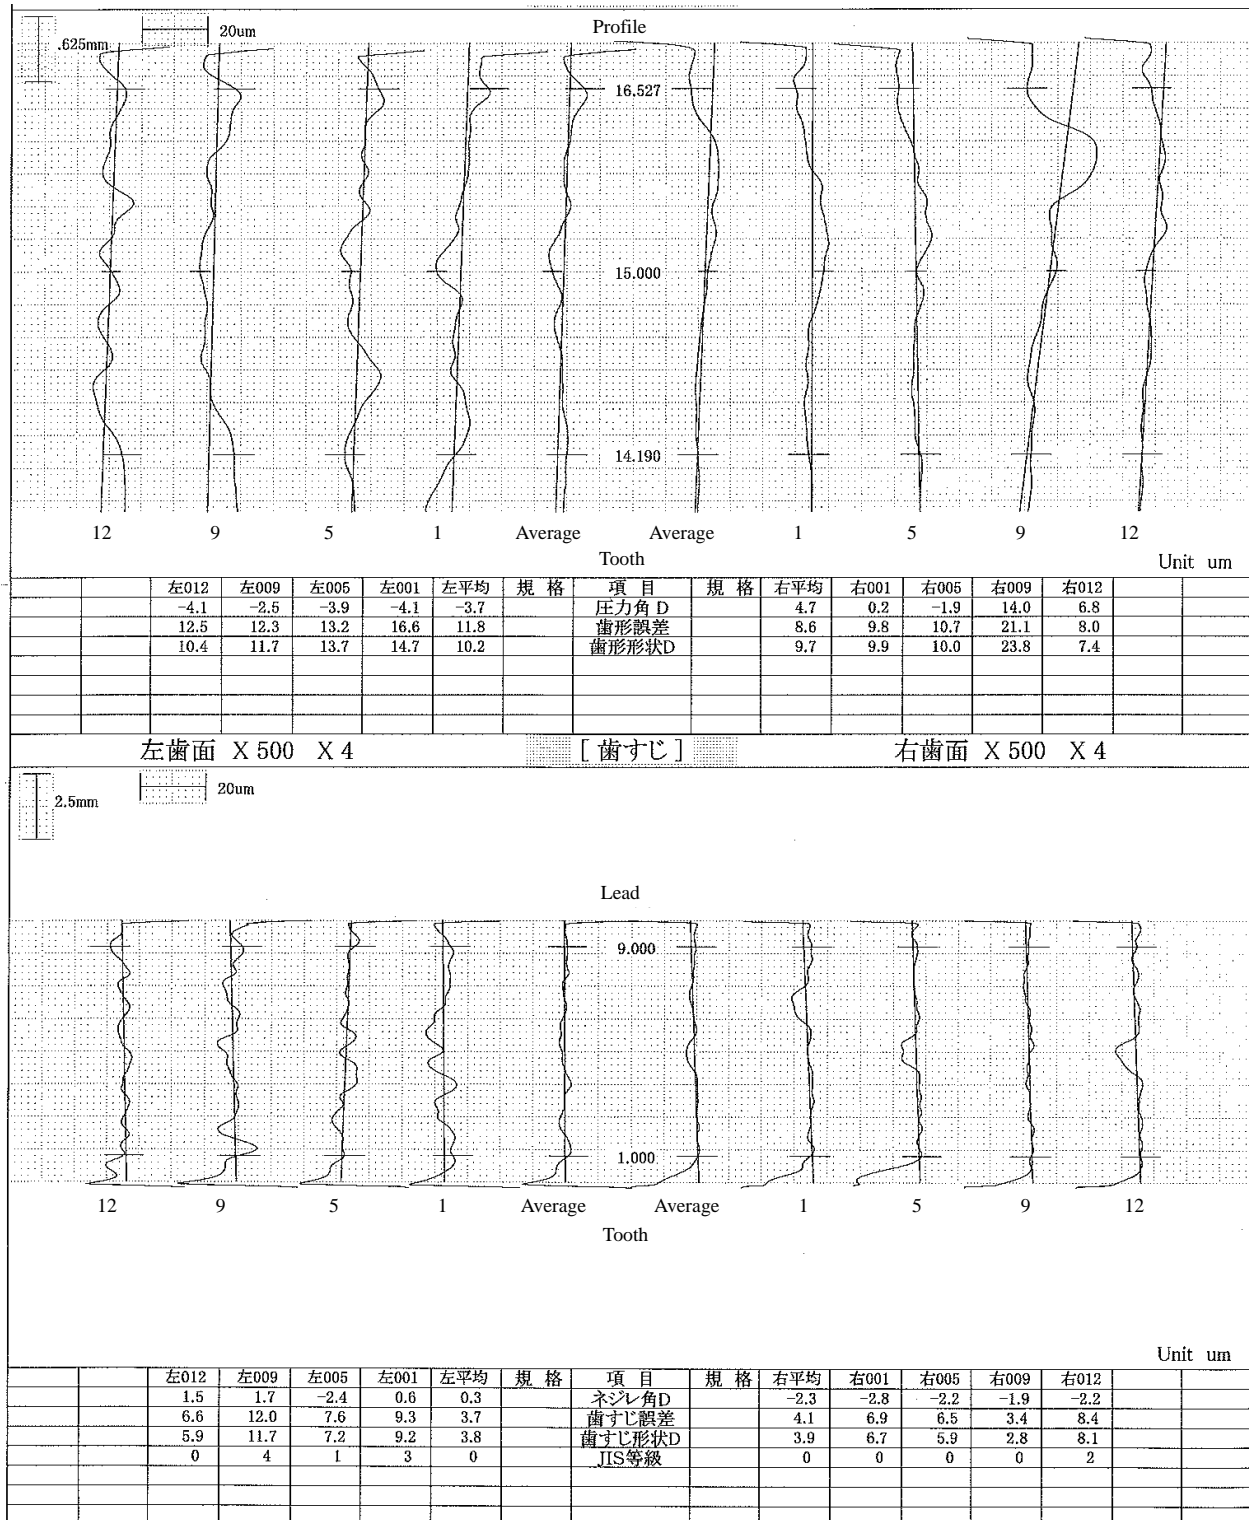 Profile
.625mm
20um
16.527
15.000
14.190
12 9 5 1 Average Average 1 5 9 12
Tooth
Unit um
左012 左009 左005 左001 左平均 規 格 項 目 規 格 右平均 右001 右005 右009 右012
-4.1 -2.5 -3.9 -4.1 -3.7 圧力角 D 4.7 0.2 -1.9 14.0 6.8
12.5 12.3 13.2 16.6 11.8 歯形誤差 8.6 9.8 10.7 21.1 8.0
10.4 11.7 13.7 14.7 10.2 歯形形状D 9.7 9.9 10.0 23.8 7.4
左歯面 X 500 X 4 [ 歯すじ ] 右歯面 X 500 X 4
2.5mm
20um
Lead
9.000
1.000
12 9 5 1 Average Average 1 5 9 12
Tooth
Unit um
左012 左009 左005 左001 左平均 規 格 項 目 規 格 右平均 右001 右005 右009 右012
1.5 1.7 -2.4 0.6 0.3 ネジレ角D -2.3 -2.8 -2.2 -1.9 -2.2
6.6 12.0 7.6 9.3 3.7 歯すじ誤差 4.1 6.9 6.5 3.4 8.4
5.9 11.7 7.2 9.2 3.8 歯すじ形状D 3.9 6.7 5.9 2.8 8.1
0 4 1 3 0 JIS等級 0 0 0 0 2